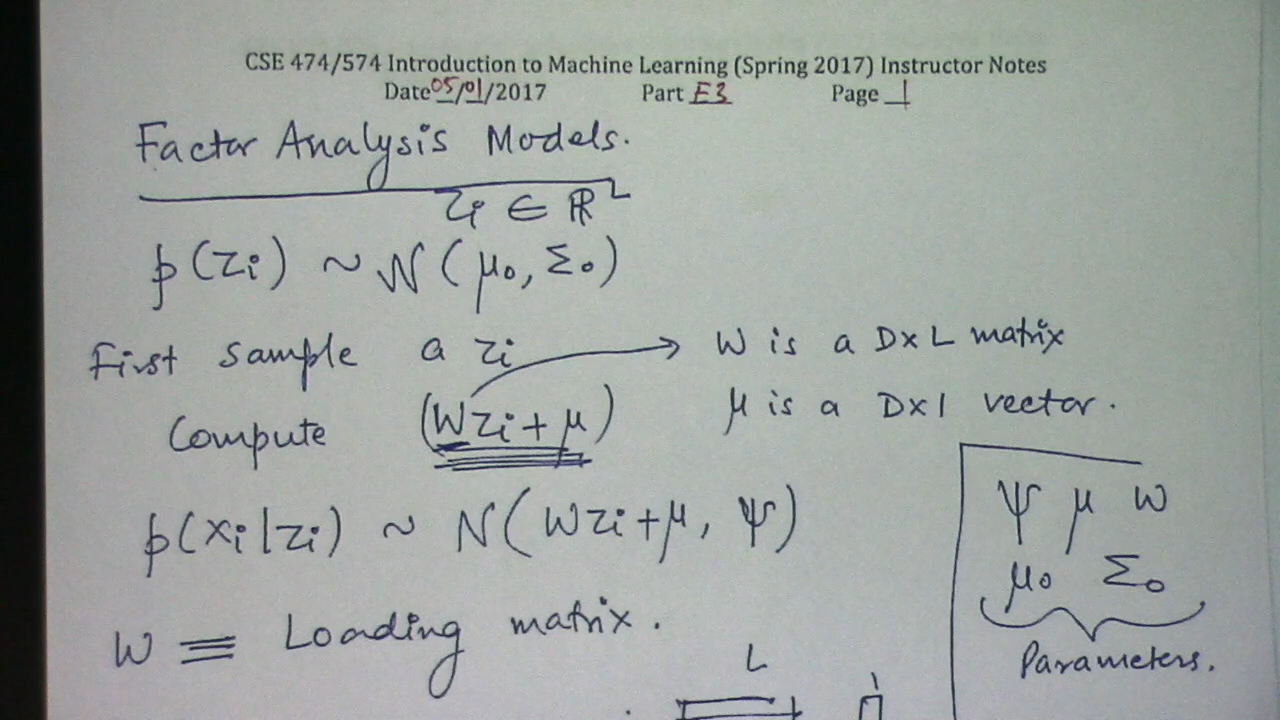 CSE 474/574 Introduction to Machine Learning (Spring 2017) Instructor Notes
Date 05/01/2017 Part E3 Page 1
Factor Analysis Models.
zi ∈ ℝ^L
p(zi) ~ N(μ0, Σ0)
First sample a zi → W is a D×L matrix
Compute (Wzi+μ) μ is a D×1 vector.
p(xi|zi) ~ N(Wzi+μ, Ψ)
Ψ μ W
μ0 Σ0
Parameters.
W ≡ Loading matrix.
L 1